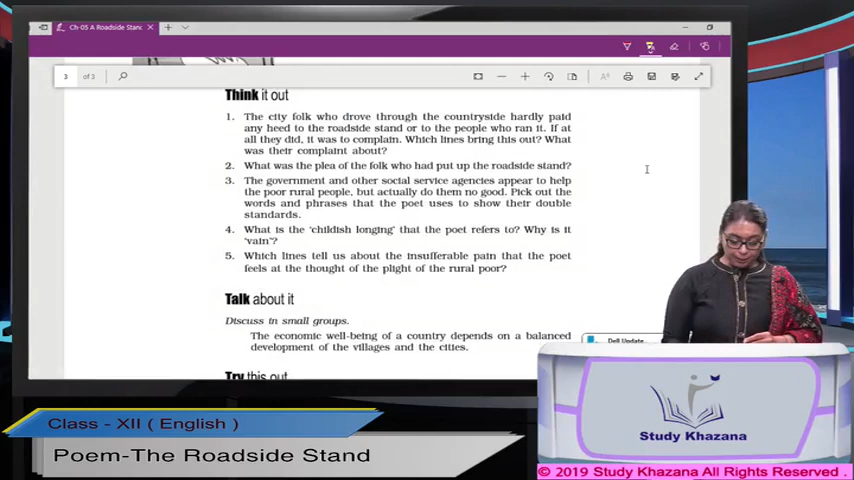 Ch-05 A Roadside Stand
3 of 3
Think it out
1. The city folk who drove through the countryside hardly paid
any heed to the roadside stand or to the people who ran it. If at
all they did, it was to complain. Which lines bring this out? What
was their complaint about?
2. What was the plea of the folk who had put up the roadside stand?
3. The government and other social service agencies appear to help
the poor rural people, but actually do them no good. Pick out the
words and phrases that the poet uses to show their double
standards.
4. What is the ‘childish longing’ that the poet refers to? Why is it
‘vain’?
5. Which lines tell us about the insufferable pain that the poet
feels at the thought of the plight of the rural poor?
Talk about it
Discuss in small groups.
The economic well-being of a country depends on a balanced
development of the villages and the cities.
Try this out
Dell Update
Study Khazana
Class - XII ( English )
Poem-The Roadside Stand
© 2019 Study Khazana All Rights Reserved .